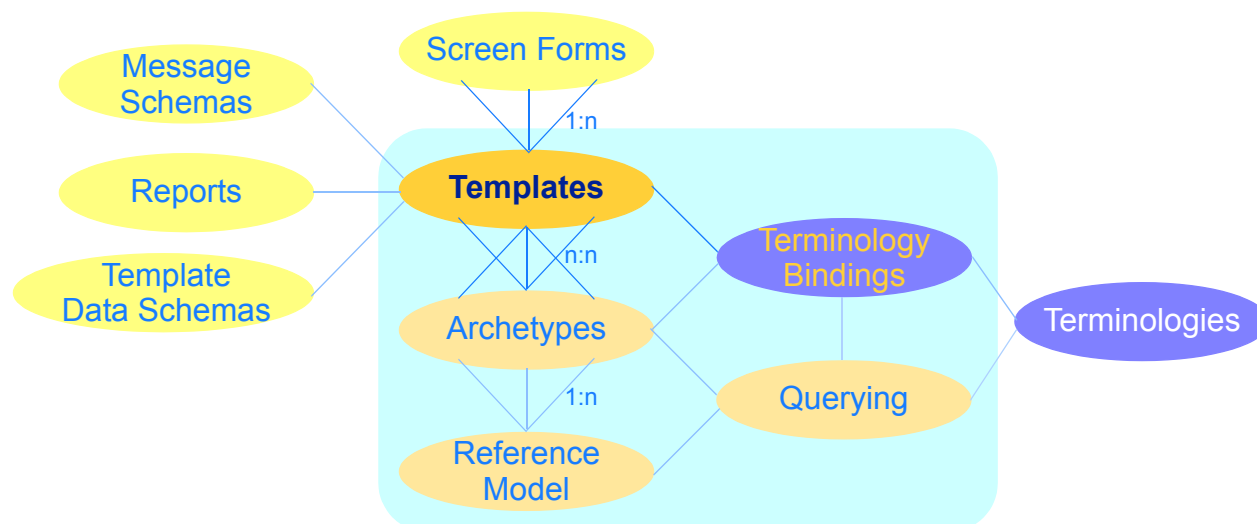 Screen Forms
Message
Schemas
1:n
Templates
Reports
Terminology
Bindings
n:n
Template
Data Schemas
Terminologies
Archetypes
1:n
Querying
Reference
Model